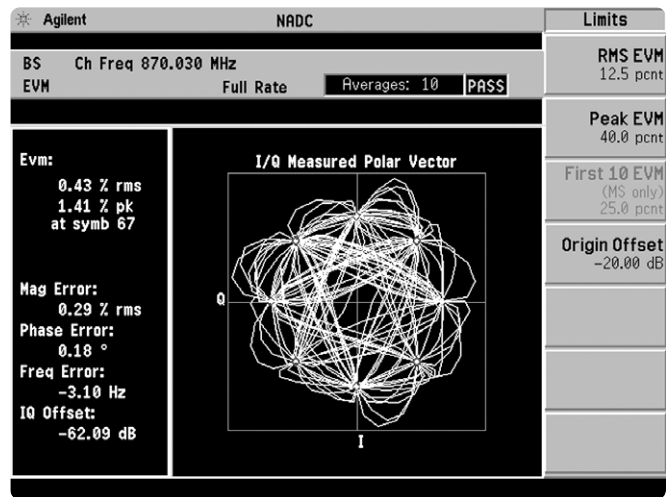 Agilent NADC Limits
BS Ch Freq 870.030 MHz
EVM Full Rate Averages: 10 PASS
Evm:
0.43 % rms
1.41 % pk
at symb 67
Mag Error:
0.29 % rms
Phase Error:
0.18 °
Freq Error:
-3.10 Hz
IQ Offset:
-62.09 dB
I/Q Measured Polar Vector
Q
I
RMS EVM
12.5 pcnt
Peak EVM
40.0 pcnt
First 10 EVM
(MS only)
25.0 pcnt
Origin Offset
-20.00 dB